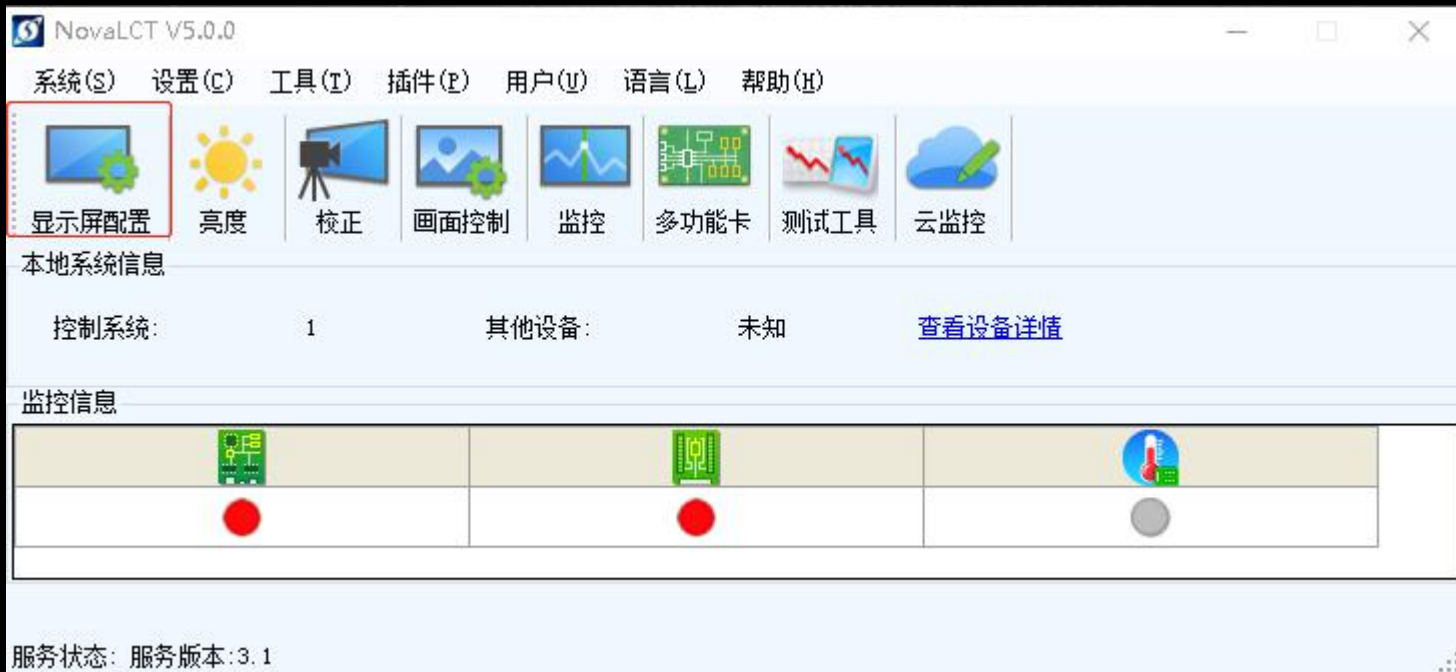 NovaLCT V5.0.0
系统(S) 设置(C) 工具(T) 插件(P) 用户(U) 语言(L) 帮助(H)
显示屏配置 亮度 校正 画面控制 监控 多功能卡 测试工具 云监控
本地系统信息
控制系统: 1 其他设备: 未知 查看设备详情
监控信息
服务状态: 服务版本:3.1